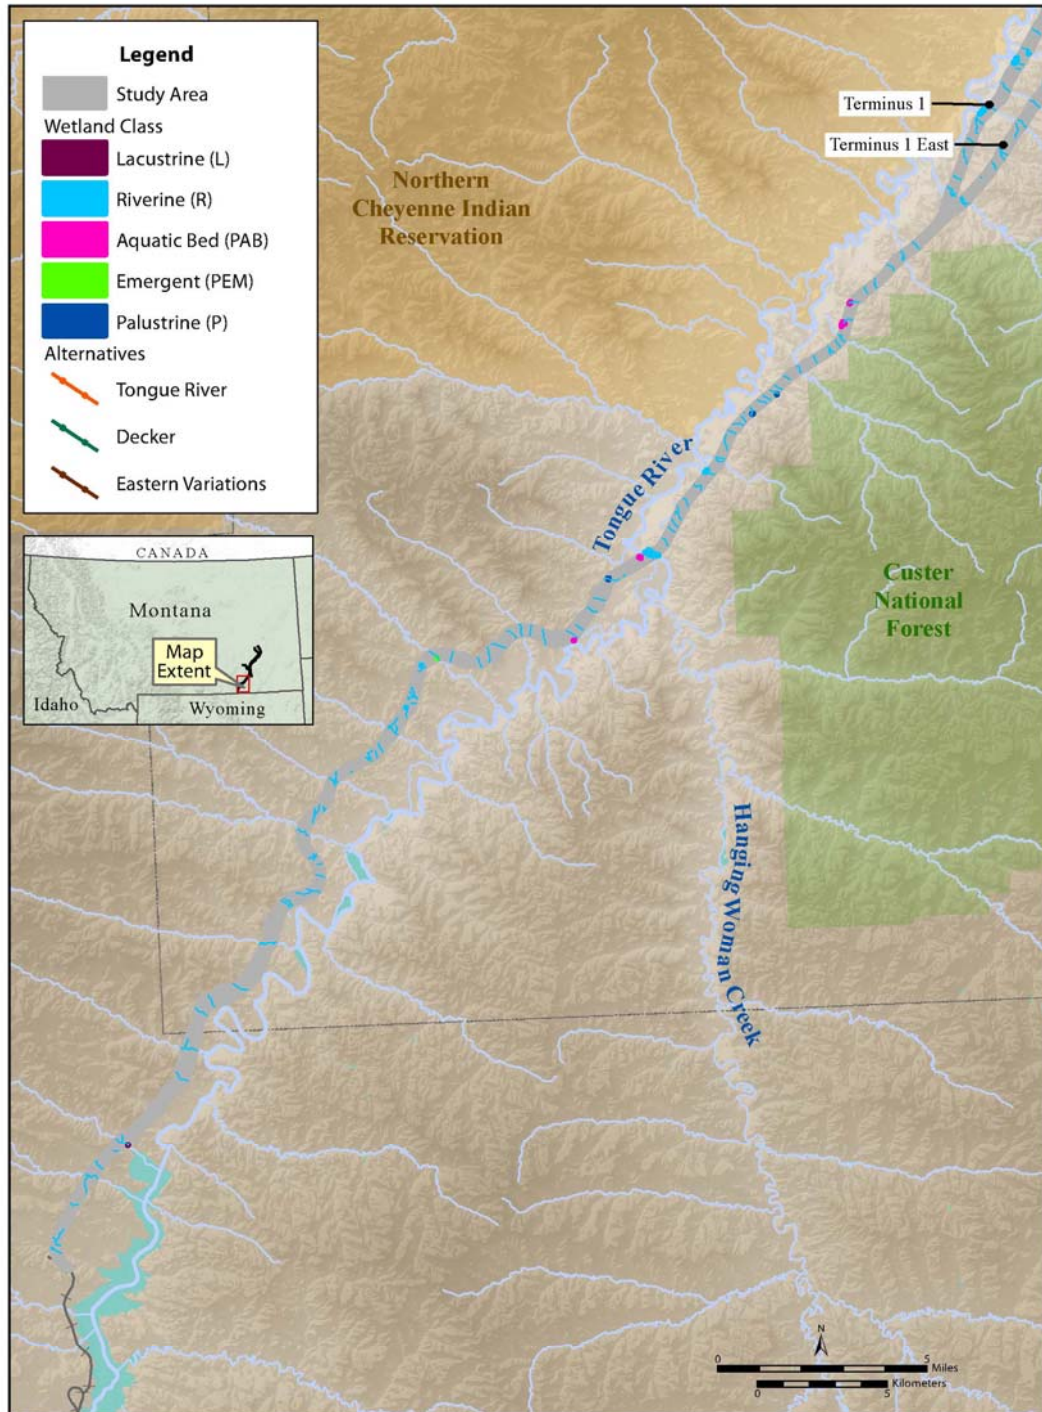 Legend
Study Area
Wetland Class
Lacustrine (L)
Riverine (R)
Aquatic Bed (PAB)
Emergent (PEM)
Palustrine (P)
Alternatives
Tongue River
Decker
Eastern Variations
CANADA
Montana
Map
Extent
Idaho
Wyoming
Terminus 1
Terminus 1 East
Northern
Cheyenne Indian
Reservation
Tongue River
Custer
National
Forest
Hanging Woman Creek
N
0 5
Miles
0 5
Kilometers